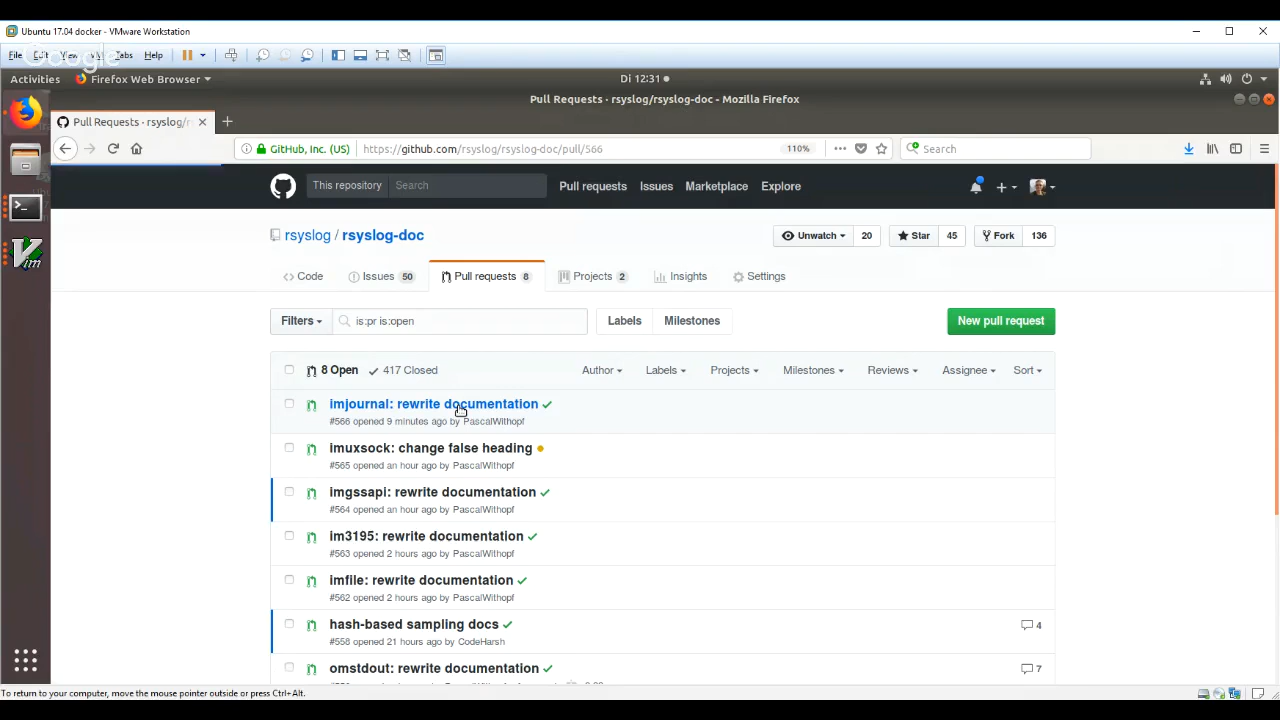 Ubuntu 17.04 docker - VMware Workstation
File Edit View VM Tabs Help
Google
Activities Firefox Web Browser Di 12:31
Pull Requests · rsyslog/rsyslog-doc - Mozilla Firefox
Pull Requests · rsyslog/r
GitHub, Inc. (US) https://github.com/rsyslog/rsyslog-doc/pull/566 110% Search
This repository Search Pull requests Issues Marketplace Explore
rsyslog / rsyslog-doc Unwatch 20 Star 45 Fork 136
Code Issues 50 Pull requests 8 Projects 2 Insights Settings
Filters is:pr is:open Labels Milestones New pull request
8 Open 417 Closed Author Labels Projects Milestones Reviews Assignee Sort
imjournal: rewrite documentation
#566 opened 9 minutes ago by PascalWithopf
imuxsock: change false heading
#565 opened an hour ago by PascalWithopf
imgssapi: rewrite documentation
#564 opened an hour ago by PascalWithopf
im3195: rewrite documentation
#563 opened 2 hours ago by PascalWithopf
imfile: rewrite documentation
#562 opened 2 hours ago by PascalWithopf
hash-based sampling docs 4
#558 opened 21 hours ago by CodeHarsh
omstdout: rewrite documentation 7
To return to your computer, move the mouse pointer outside or press Ctrl+Alt.